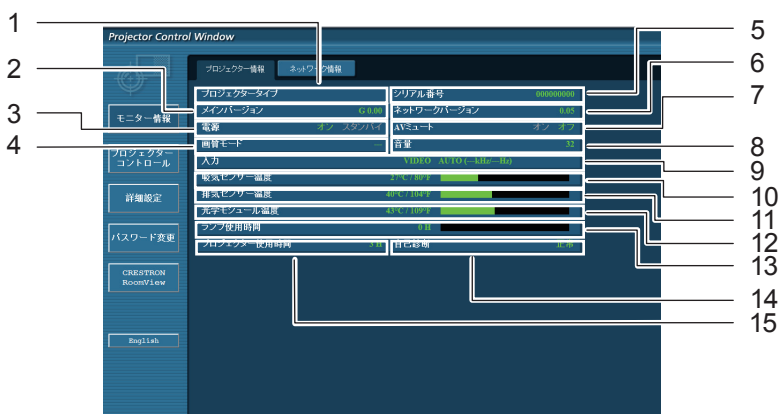 1
2
3
4
5
6
7
8
9
10
11
12
13
14
15
Projector Control Window
プロジェクター情報 ネットワーク情報
プロジェクタータイプ シリアル番号 000000000
メインバージョン G 0.00 ネットワークバージョン 0.05
電源 オン スタンバイ AVミュート オン オフ
画質モード --- 音量 32
入力 VIDEO AUTO (---kHz/---Hz)
吸気センサー温度 27°C / 80°F
排気センサー温度 40°C / 104°F
光学モジュール温度 43°C / 109°F
ランプ使用時間 0 H
プロジェクター使用時間 3 H 自己診断 正常
モニター情報
プロジェクター
コントロール
詳細設定
パスワード変更
CRESTRON
RoomView
English